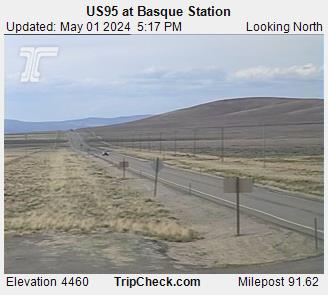 US95 at Basque Station
Updated: May 01 2024 5:17 PM Looking North
Elevation 4460 TripCheck.com Milepost 91.62